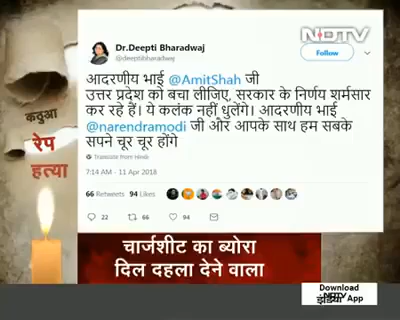 NDTV
Dr.Deepti Bharadwaj
@deeptibharadwaj
Follow
आदरणीय भाई @AmitShah जी
उत्तर प्रदेश को बचा लीजिए, सरकार के निर्णय शर्मसार
कर रहे हैं। ये कलंक नहीं धुलेंगे। आदरणीय भाई
@narendramodi जी और आपके साथ हम सबके
सपने चूर चूर होंगे
Translate from Hindi
7:14 AM - 11 Apr 2018
66 Retweets 94 Likes
22 66 94
कठुआ
रेप
हत्या
चार्जशीट का ब्योरा
दिल दहला देने वाला
Download
NDTV App
इंडिया